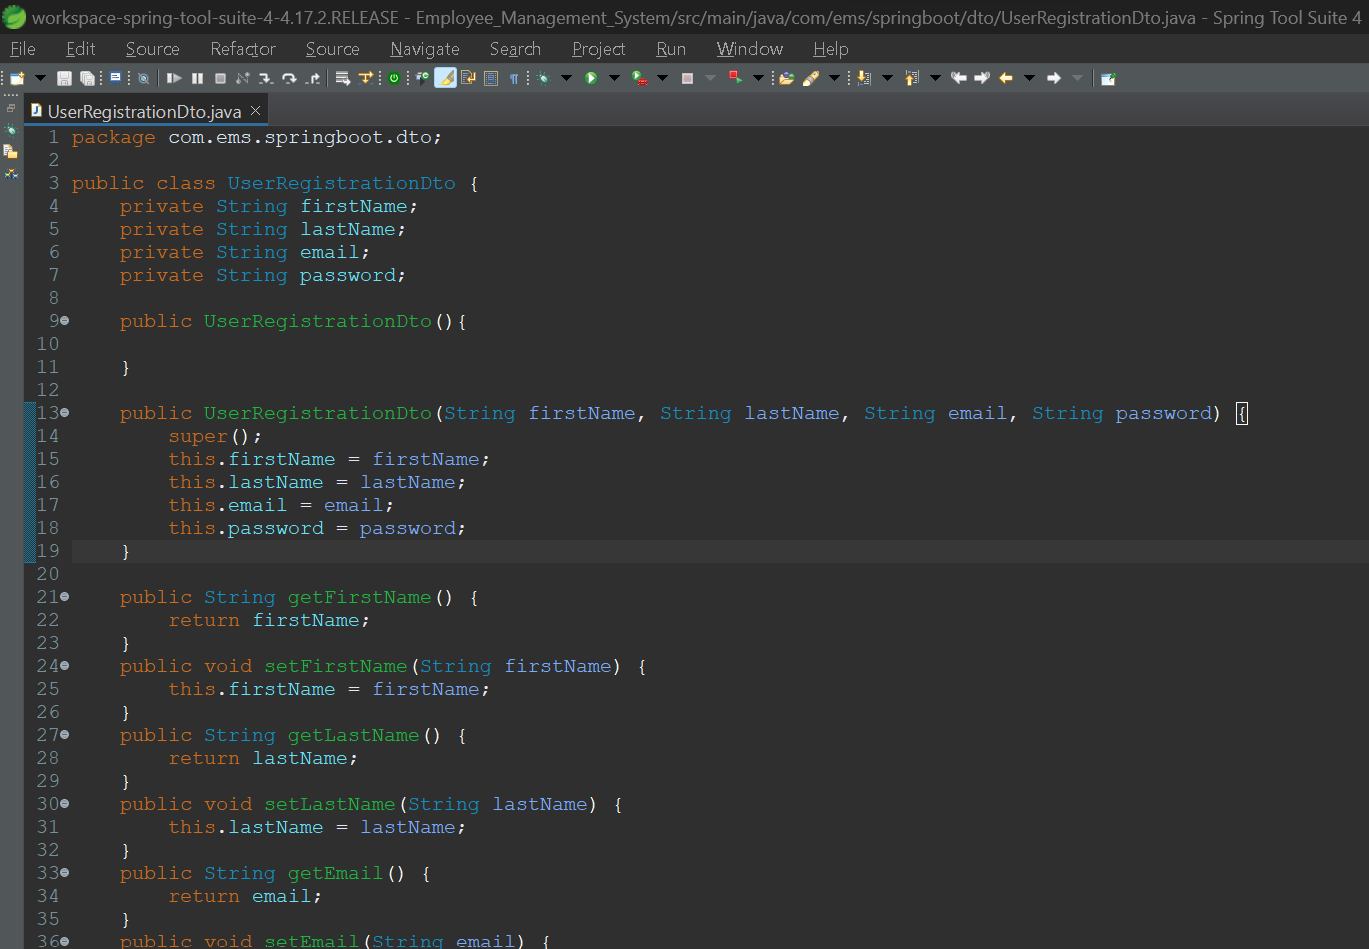 workspace-spring-tool-suite-4-4.17.2.RELEASE - Employee_Management_System/src/main/java/com/ems/springboot/dto/UserRegistrationDto.java - Spring Tool Suite 4
File Edit Source Refactor Source Navigate Search Project Run Window Help
UserRegistrationDto.java
1 package com.ems.springboot.dto;
2
3 public class UserRegistrationDto {
4     private String firstName;
5     private String lastName;
6     private String email;
7     private String password;
8
9     public UserRegistrationDto(){
10
11     }
12
13     public UserRegistrationDto(String firstName, String lastName, String email, String password) {
14         super();
15         this.firstName = firstName;
16         this.lastName = lastName;
17         this.email = email;
18         this.password = password;
19     }
20
21     public String getFirstName() {
22         return firstName;
23     }
24     public void setFirstName(String firstName) {
25         this.firstName = firstName;
26     }
27     public String getLastName() {
28         return lastName;
29     }
30     public void setLastName(String lastName) {
31         this.lastName = lastName;
32     }
33     public String getEmail() {
34         return email;
35     }
36     public void setEmail(String email) {